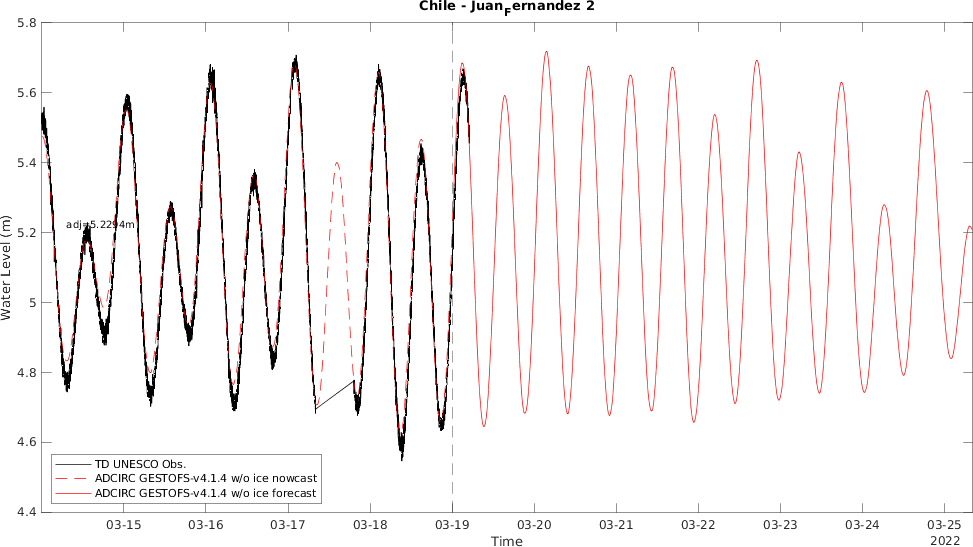 Chile - JuanFernandez 2
5.8
5.6
5.4
5.2
5
4.8
4.6
4.4
Water Level (m)
adj=5.2294m
TD UNESCO Obs.
ADCIRC GESTOFS-v4.1.4 w/o ice nowcast
ADCIRC GESTOFS-v4.1.4 w/o ice forecast
03-15 03-16 03-17 03-18 03-19 03-20 03-21 03-22 03-23 03-24 03-25
Time
2022